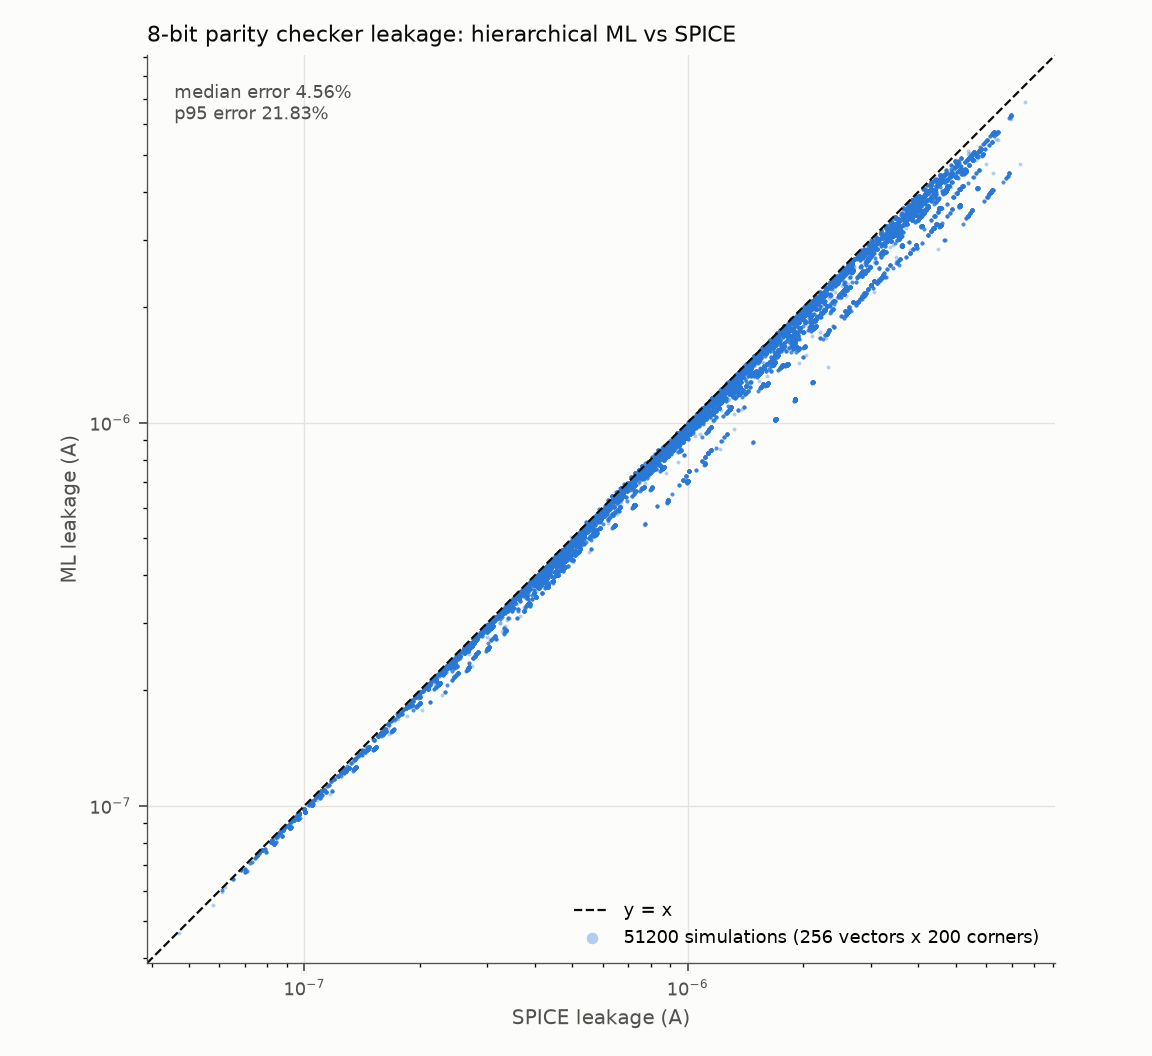 8-bit parity checker leakage: hierarchical ML vs SPICE
median error 4.56%
p95 error 21.83%
ML leakage (A)
10⁻⁶
10⁻⁷
y = x
51200 simulations (256 vectors x 200 corners)
10⁻⁷ 10⁻⁶
SPICE leakage (A)